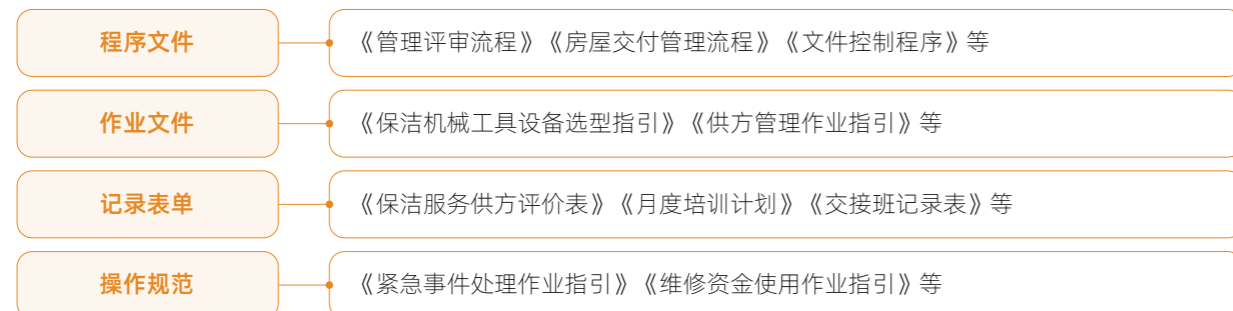 程序文件
《管理评审流程》《房屋交付管理流程》《文件控制程序》等
作业文件
《保洁机械工具设备选型指引》《供方管理作业指引》等
记录表单
《保洁服务供方评价表》《月度培训计划》《交接班记录表》等
操作规范
《紧急事件处理作业指引》《维修资金使用作业指引》等